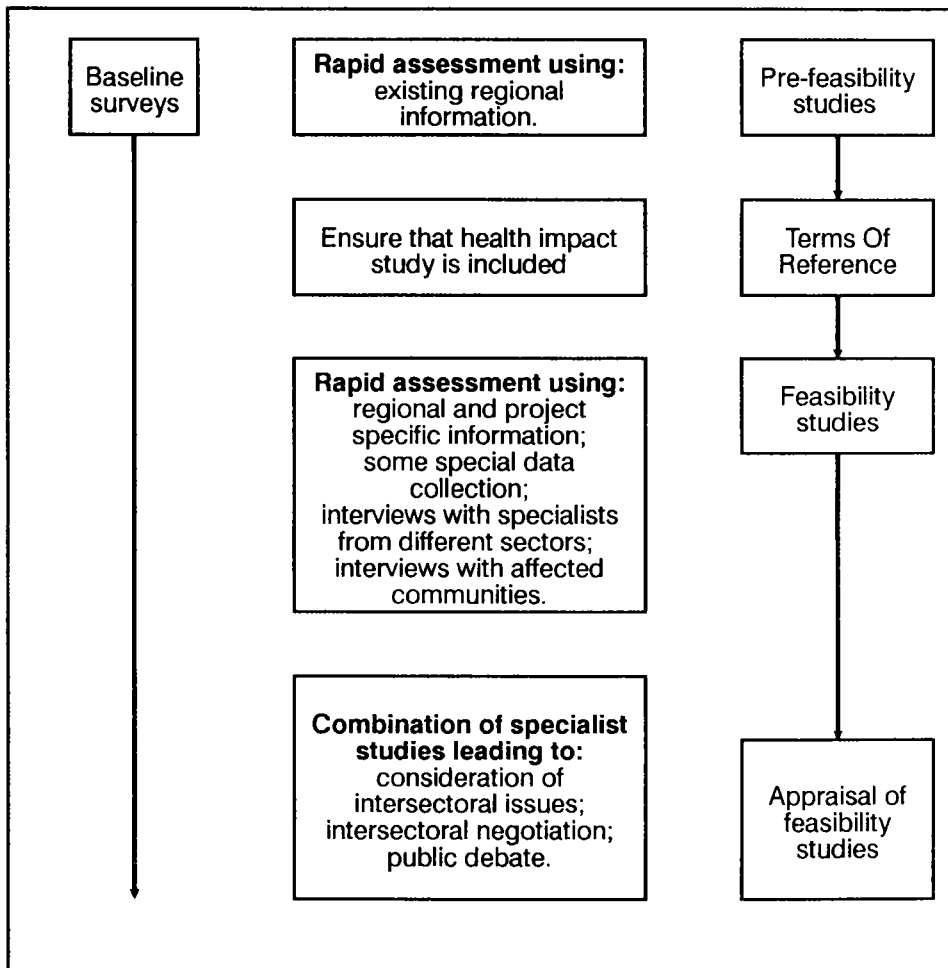 Baseline
surveys
Rapid assessment using:
existing regional
information.
Pre-feasibility
studies
Ensure that health impact
study is included
Terms Of
Reference
Rapid assessment using:
regional and project
specific information;
some special data
collection;
interviews with specialists
from different sectors;
interviews with affected
communities.
Feasibility
studies
Combination of specialist
studies leading to:
consideration of
intersectoral issues;
intersectoral negotiation;
public debate.
Appraisal of
feasibility
studies